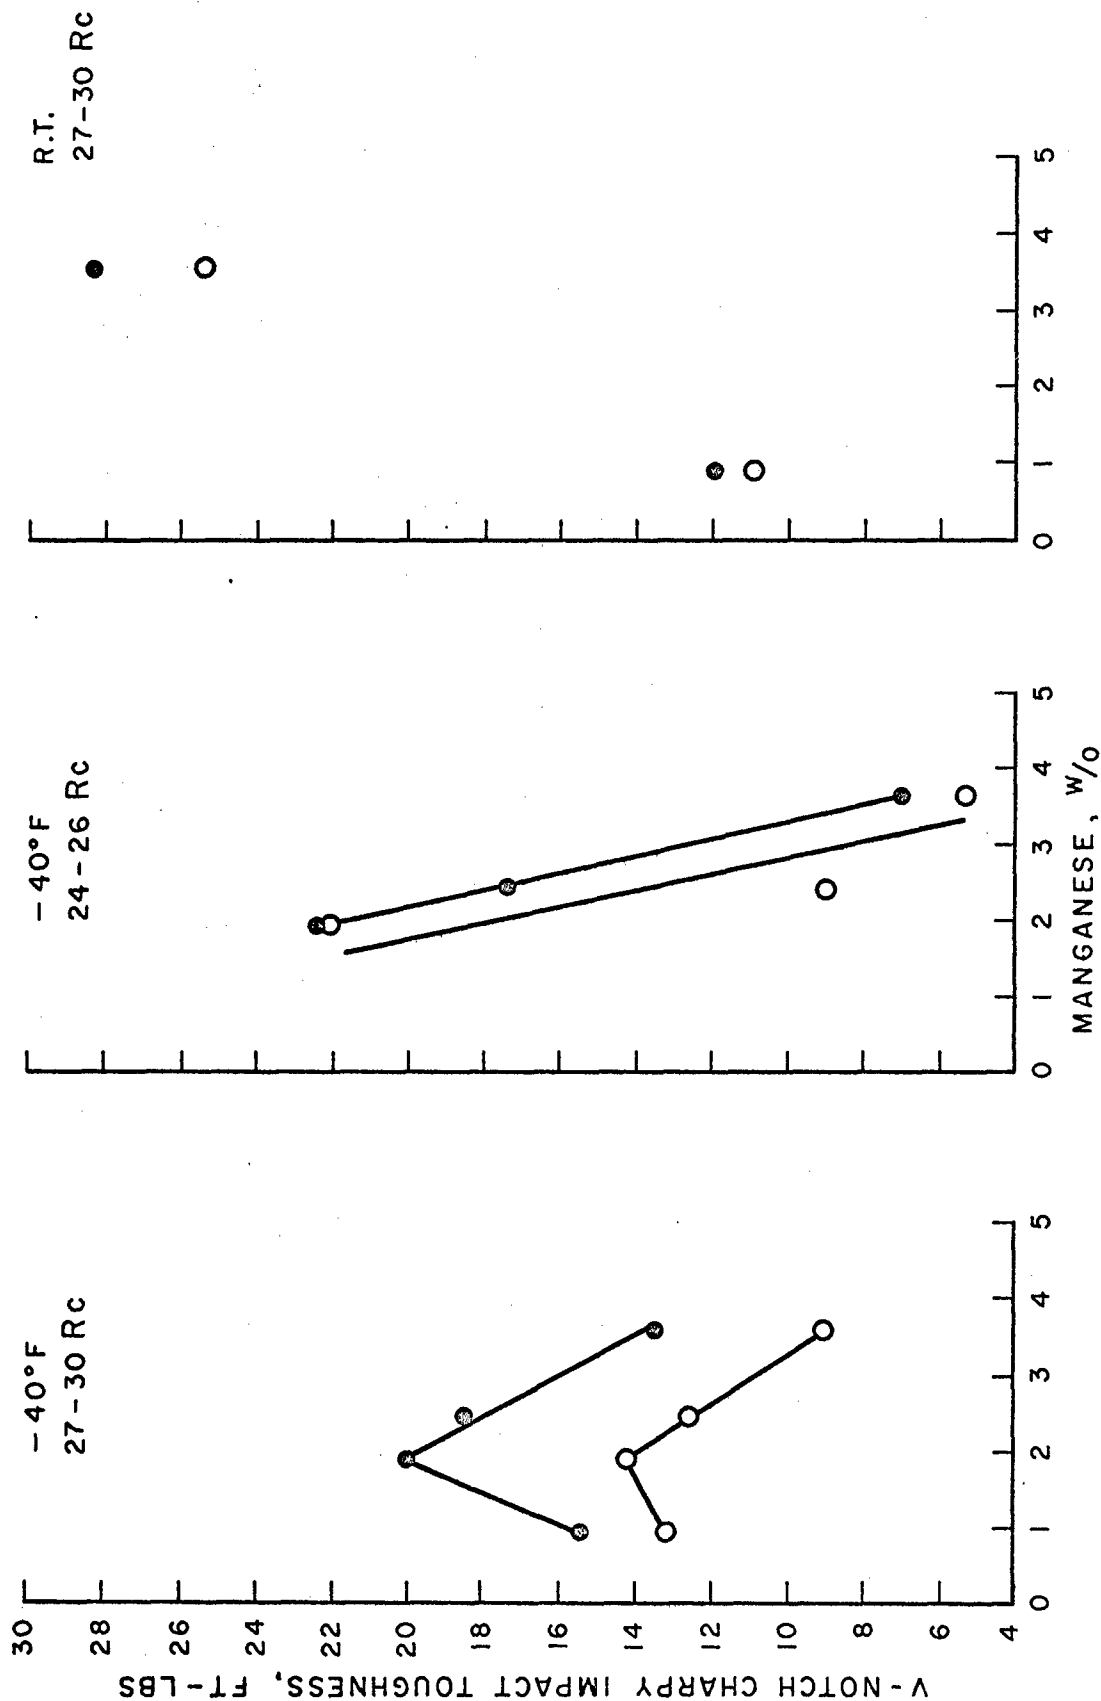 -40°F
27-30 Rc
-40°F
24-26 Rc
R.T.
27-30 Rc
V-NOTCH CHARPY IMPACT TOUGHNESS, FT-LBS
30
28
26
24
22
20
18
16
14
12
10
8
6
4
0 1 2 3 4 5
0 1 2 3 4 5
0 1 2 3 4 5
MANGANESE, W/O